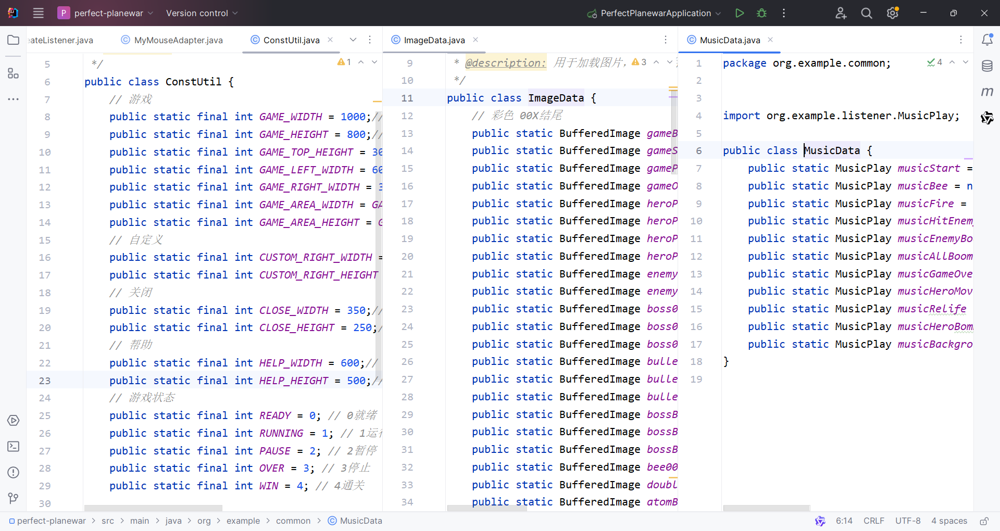 P perfect-planewar Version control PerfectPlanewarApplication
eateListener.java MyMouseAdapter.java ConstUtil.java
5 */ 1
6 public class ConstUtil {
7 // 游戏
8 public static final int GAME_WIDTH = 1000;//
9 public static final int GAME_HEIGHT = 800;//
10 public static final int GAME_TOP_HEIGHT = 30
11 public static final int GAME_LEFT_WIDTH = 60
12 public static final int GAME_RIGHT_WIDTH = 3
13 public static final int GAME_AREA_WIDTH = GA
14 public static final int GAME_AREA_HEIGHT = G
15 // 自定义
16 public static final int CUSTOM_RIGHT_WIDTH =
17 public static final int CUSTOM_RIGHT_HEIGHT
18 // 关闭
19 public static final int CLOSE_WIDTH = 350;//
20 public static final int CLOSE_HEIGHT = 250;/
21 // 帮助
22 public static final int HELP_WIDTH = 600;//
23 public static final int HELP_HEIGHT = 500;//
24 // 游戏状态
25 public static final int READY = 0; // 0就绪
26 public static final int RUNNING = 1; // 1运行
27 public static final int PAUSE = 2; // 2暂停
28 public static final int OVER = 3; // 3停止
29 public static final int WIN = 4; // 4通关
30
ImageData.java
9 * @description: 用于加载图片, 3
10 */
11 public class ImageData {
12 // 彩色 00X结尾
13 public static BufferedImage gameB
14 public static BufferedImage gameS
15 public static BufferedImage gameP
16 public static BufferedImage gameO
17 public static BufferedImage heroP
18 public static BufferedImage heroP
19 public static BufferedImage heroP
20 public static BufferedImage heroP
21 public static BufferedImage enemy
22 public static BufferedImage enemy
23 public static BufferedImage boss0
24 public static BufferedImage boss0
25 public static BufferedImage boss0
26 public static BufferedImage bulle
27 public static BufferedImage bulle
28 public static BufferedImage bulle
29 public static BufferedImage bossB
30 public static BufferedImage bossB
31 public static BufferedImage bossB
32 public static BufferedImage bee00
33 public static BufferedImage doubl
34 public static BufferedImage atomB
MusicData.java
1 package org.example.common; 4
2
3
4 import org.example.listener.MusicPlay;
5
6 public class MusicData {
7 public static MusicPlay musicStart =
8 public static MusicPlay musicBee = n
9 public static MusicPlay musicFire =
10 public static MusicPlay musicHitEnemy
11 public static MusicPlay musicEnemyBo
12 public static MusicPlay musicAllBoom
13 public static MusicPlay musicGameOve
14 public static MusicPlay musicHeroMov
15 public static MusicPlay musicRelife
16 public static MusicPlay musicHeroBom
17 public static MusicPlay musicBackgro
18 }
19
m
perfect-planewar > src > main > java > org > example > common > MusicData 6:14 CRLF UTF-8 4 spaces